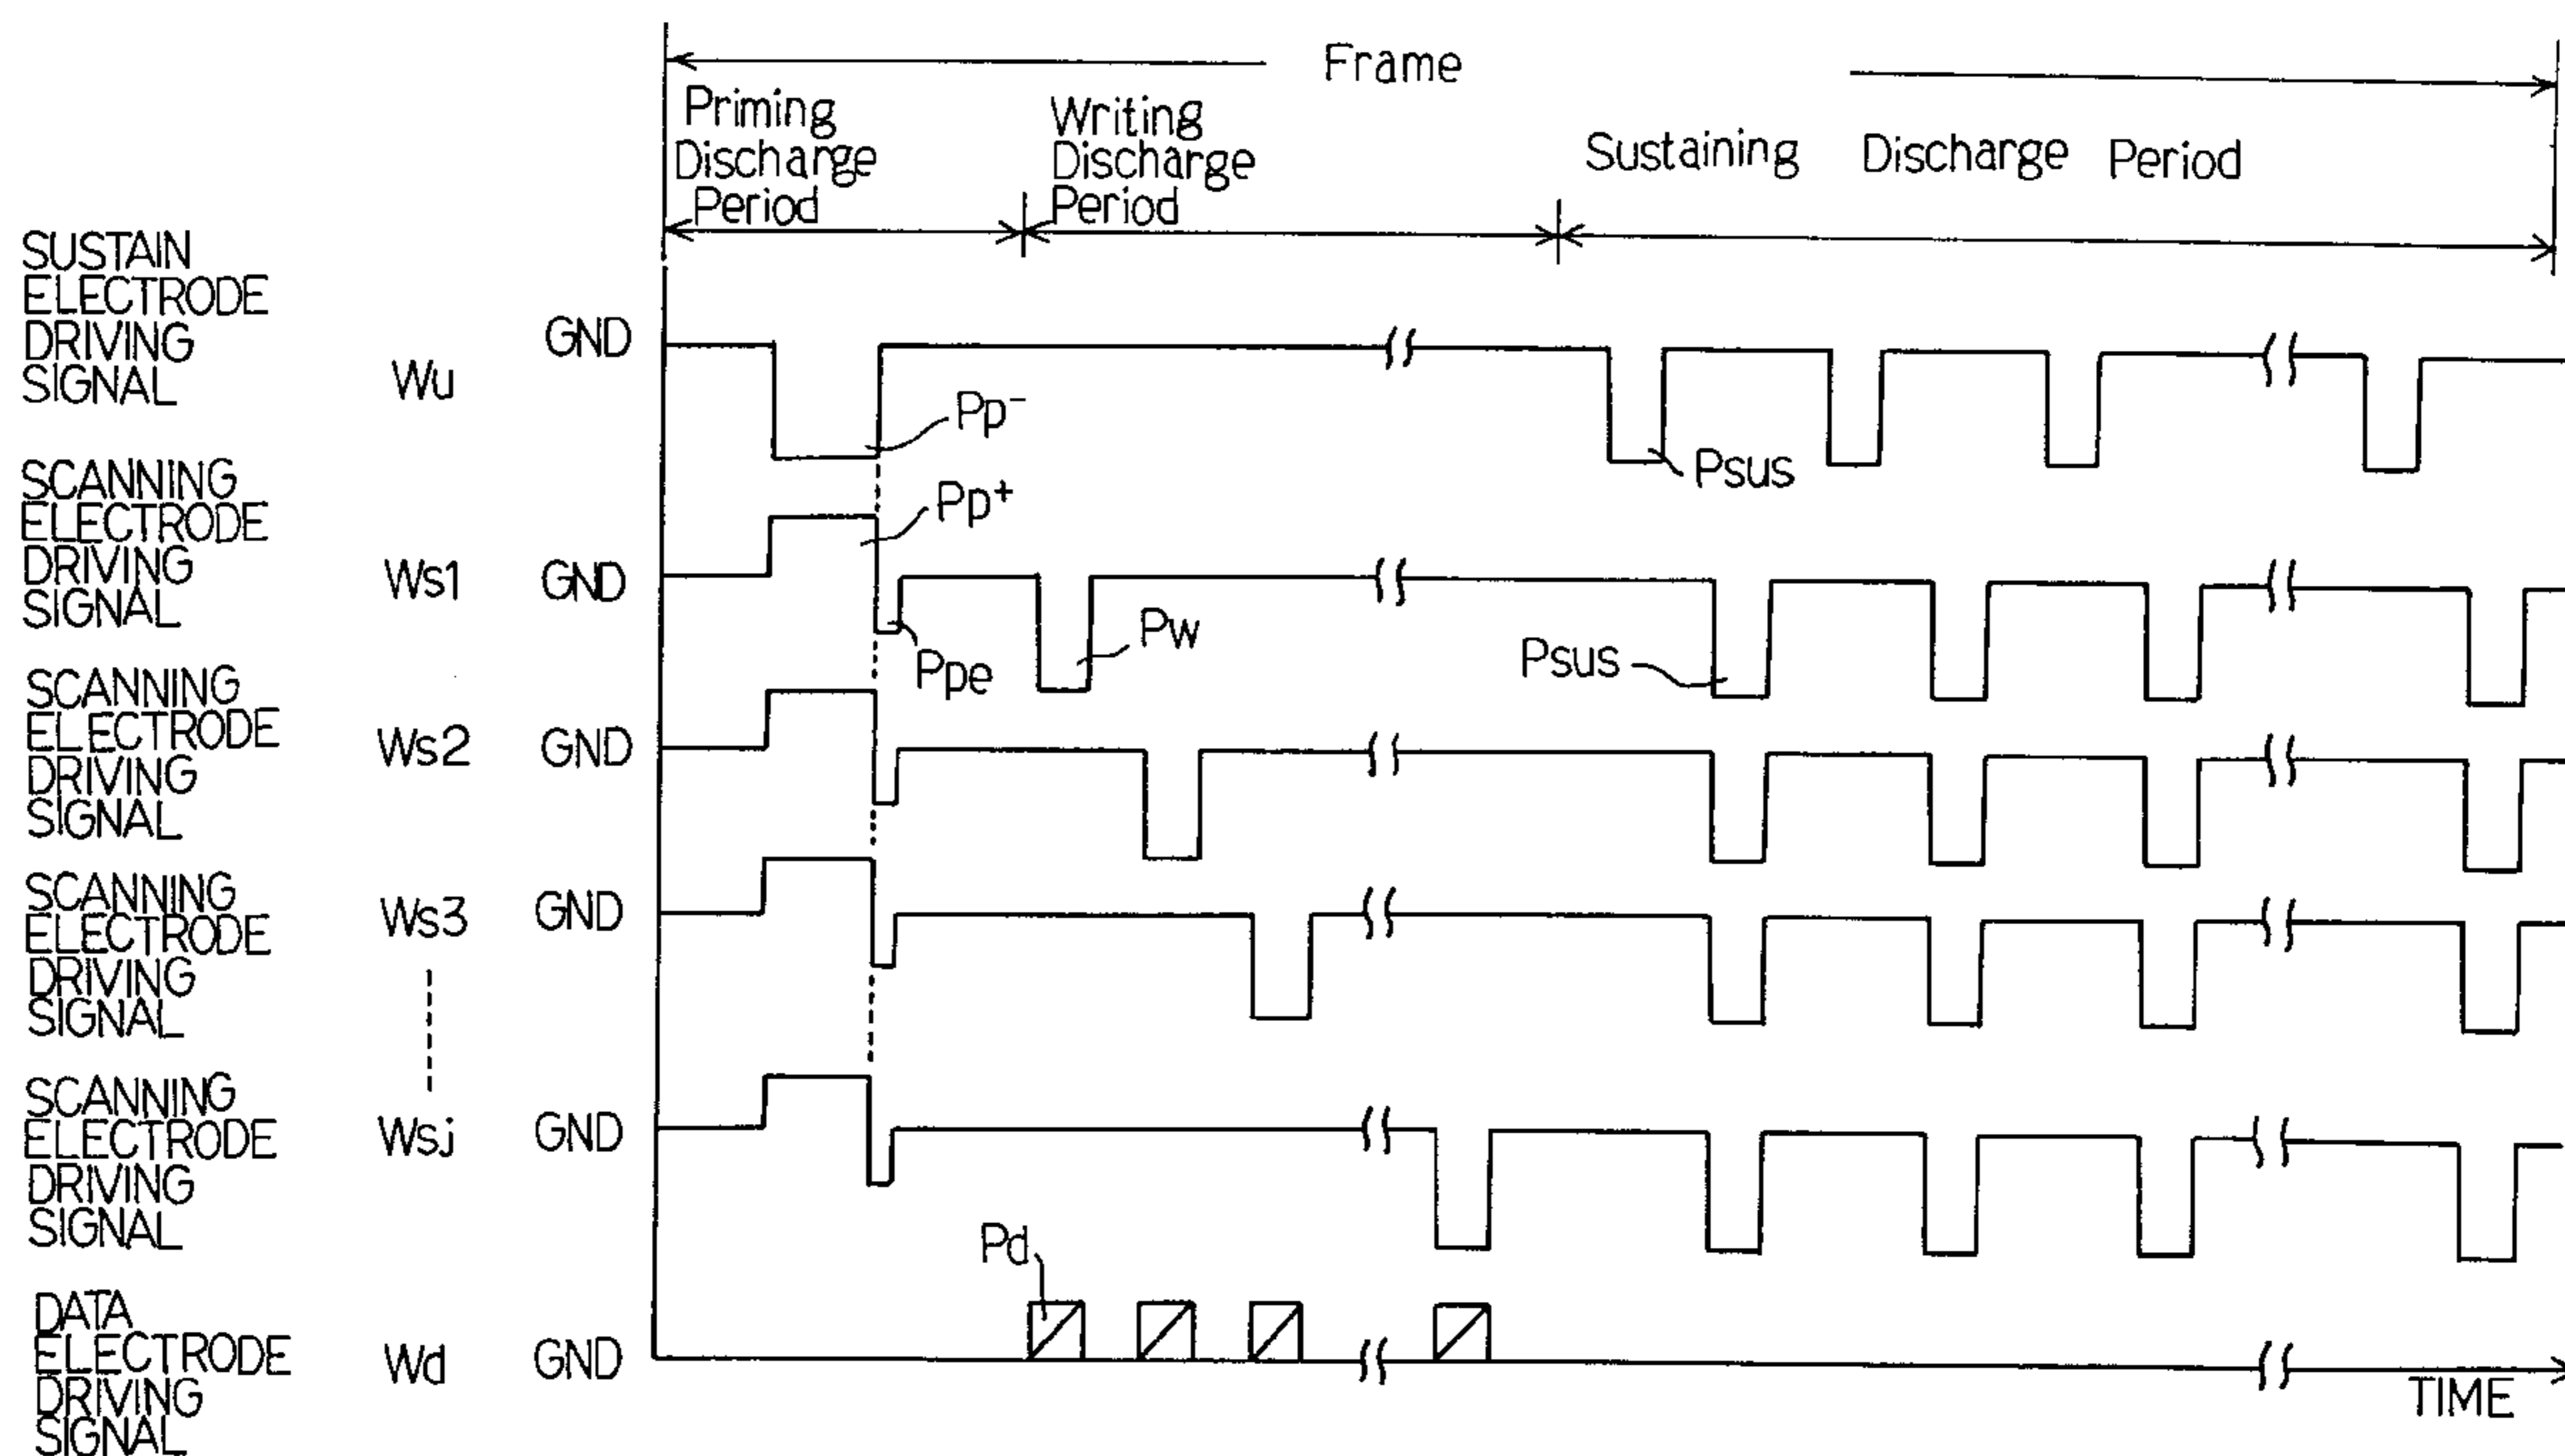 Frame
Priming
Discharge
Period
Writing
Discharge
Period
Sustaining Discharge Period
SUSTAIN
ELECTRODE
DRIVING
SIGNAL
Wu
GND
Pp-
Psus
SCANNING
ELECTRODE
DRIVING
SIGNAL
Ws1
GND
Pp+
Ppe
Pw
Psus
SCANNING
ELECTRODE
DRIVING
SIGNAL
Ws2
GND
SCANNING
ELECTRODE
DRIVING
SIGNAL
Ws3
GND
SCANNING
ELECTRODE
DRIVING
SIGNAL
Wsj
GND
Pd
DATA
ELECTRODE
DRIVING
SIGNAL
Wd
GND
TIME